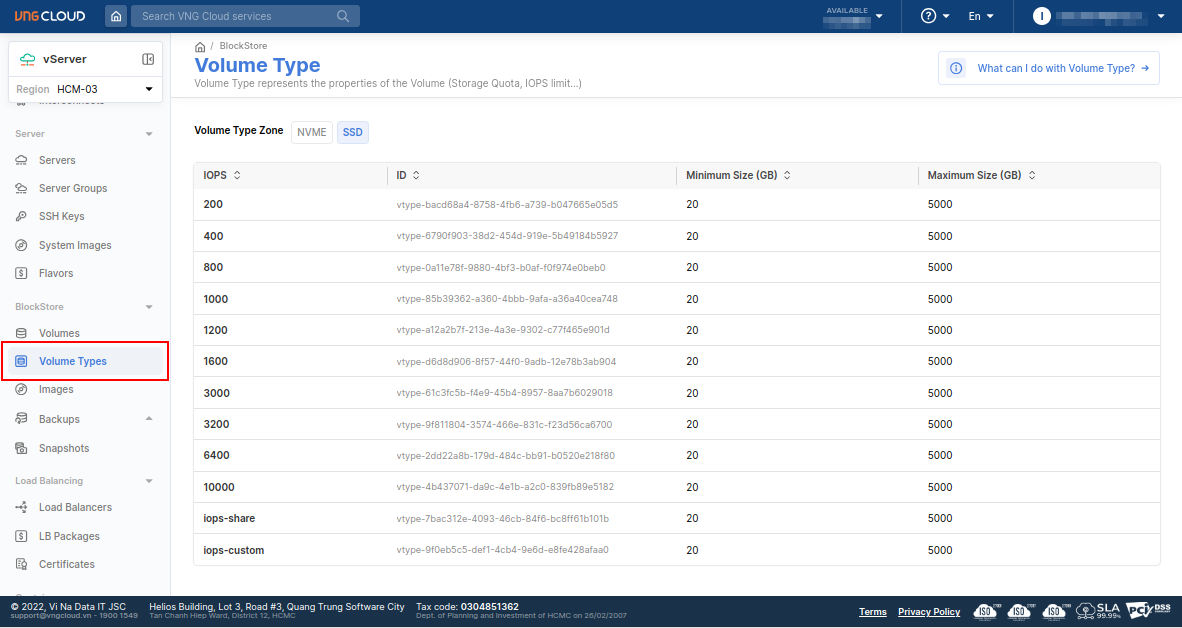 VNG CLOUD
Search VNG Cloud services
AVAILABLE
En
I
vServer
Region HCM-03
Interconnects
Server
Servers
Server Groups
SSH Keys
System Images
Flavors
BlockStore
Volumes
Volume Types
Images
Backups
Snapshots
Load Balancing
Load Balancers
LB Packages
Certificates
/ BlockStore
Volume Type
Volume Type represents the properties of the Volume (Storage Quota, IOPS limit...)
What can I do with Volume Type?
Volume Type Zone NVME SSD
IOPS ID Minimum Size (GB) Maximum Size (GB)
200 vtype-bacd68a4-8758-4fb6-a739-b047665e05d5 20 5000
400 vtype-6790f903-38d2-454d-919e-5b49184b5927 20 5000
800 vtype-0a11e78f-9880-4bf3-b0af-f0f974e0beb0 20 5000
1000 vtype-85b39362-a360-4bbb-9afa-a36a40cea748 20 5000
1200 vtype-a12a2b7f-213e-4a3e-9302-c77f465e901d 20 5000
1600 vtype-d6d8d906-8f57-44f0-9adb-12e78b3ab904 20 5000
3000 vtype-61c3fc5b-f4e9-45b4-8957-8aa7b6029018 20 5000
3200 vtype-9f811804-3574-466e-831c-f23d56ca6700 20 5000
6400 vtype-2dd22a8b-179d-484c-bb91-b0520e218f80 20 5000
10000 vtype-4b437071-da9c-4e1b-a2c0-839fb89e5182 20 5000
iops-share vtype-7bac312e-4093-46cb-84f6-bc8ff61b101b 20 5000
iops-custom vtype-9f0eb5c5-def1-4cb4-9e6d-e8fe428afaa0 20 5000
© 2022, Vi Na Data IT JSC
support@vngcloud.vn - 1900 1549
Helios Building, Lot 3, Road #3, Quang Trung Software City
Tan Chanh Hiep Ward, District 12, HCMC
Tax code: 0304851362
Dept. of Planning and Investment of HCMC on 26/02/2007
Terms
Privacy Policy
ISO
ISO
ISO
SLA
99.99%
PCI DSS